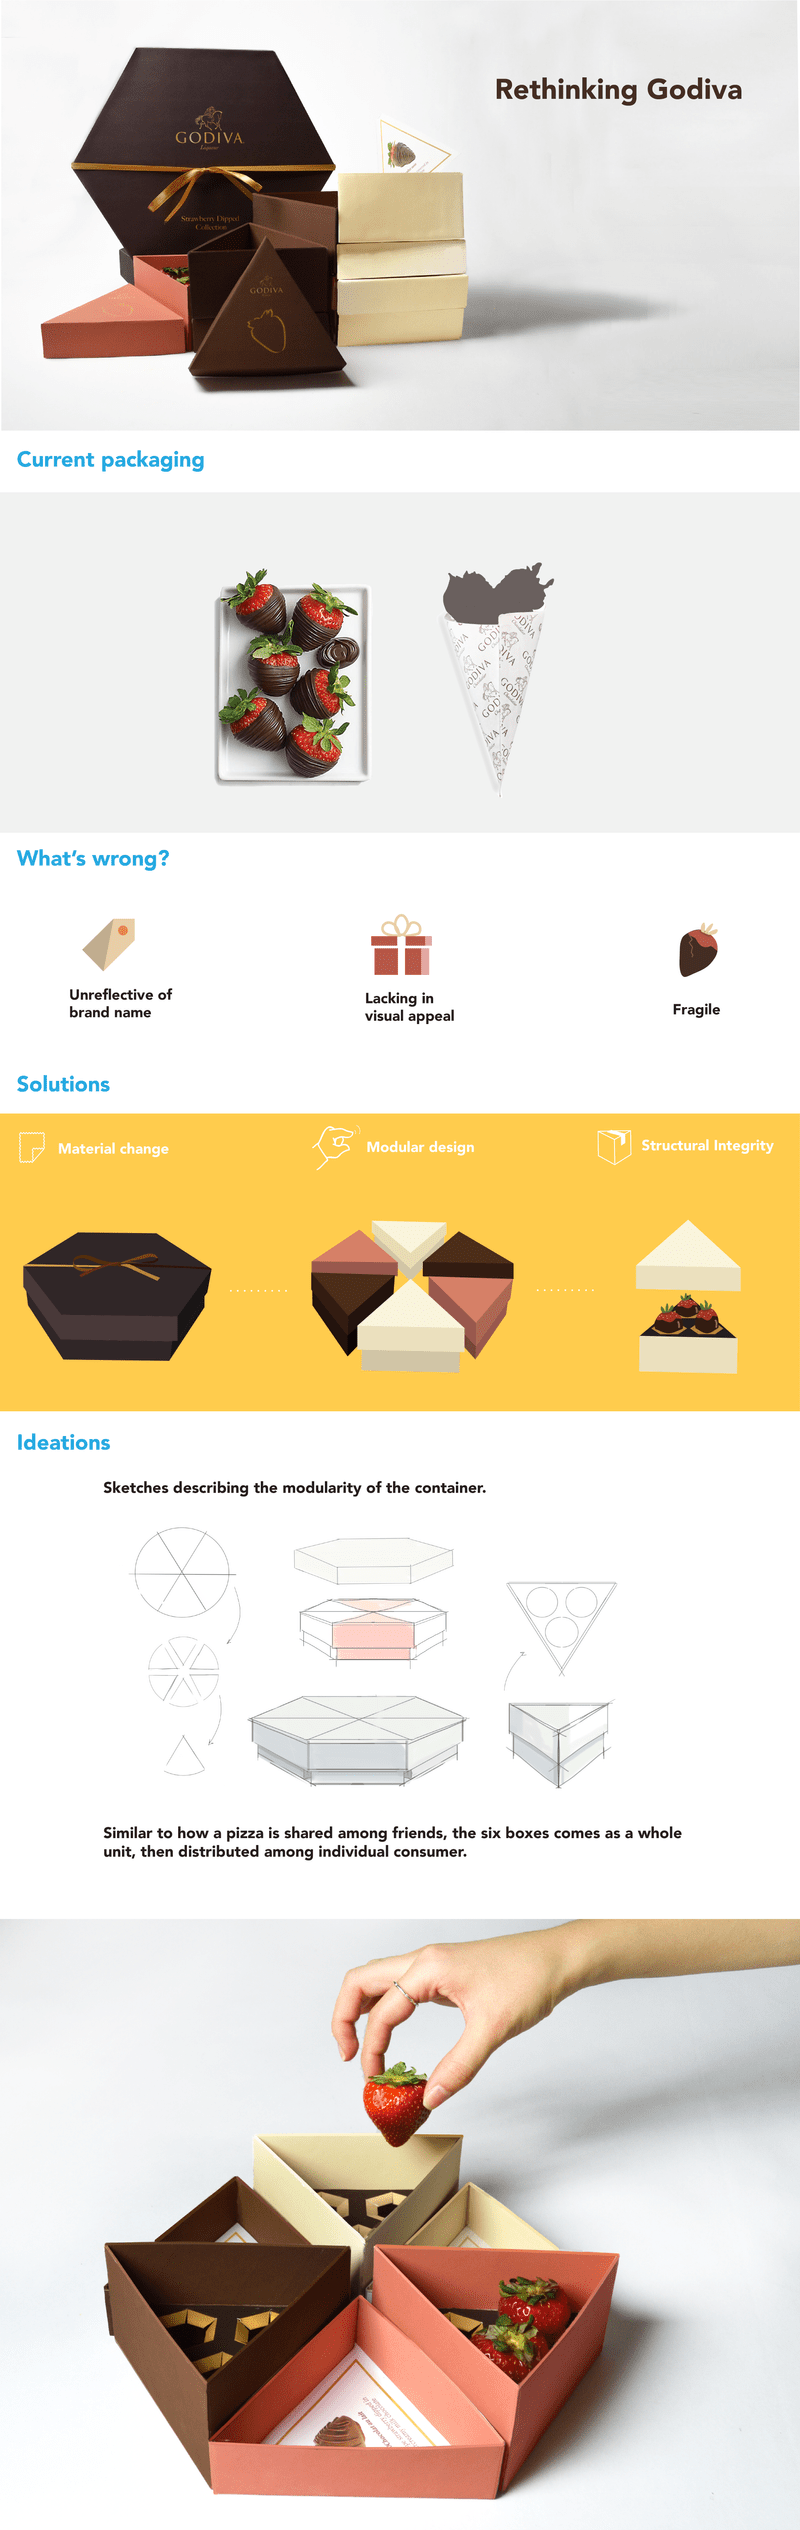 Rethinking Godiva
GODIVA
Strawberry Dipped
Collection
GODIVA
Current packaging
GODIVA
GODIVA
GODIVA
What's wrong?
Unreflective of
brand name
Lacking in
visual appeal
Fragile
Solutions
Material change
Modular design
Structural Integrity
Ideations
Sketches describing the modularity of the container.
Similar to how a pizza is shared among friends, the six boxes comes as a whole
unit, then distributed among individual consumer.